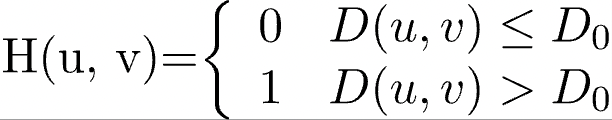 H(u, v)={ 0 D(u, v) ≤ D₀
1 D(u, v) > D₀